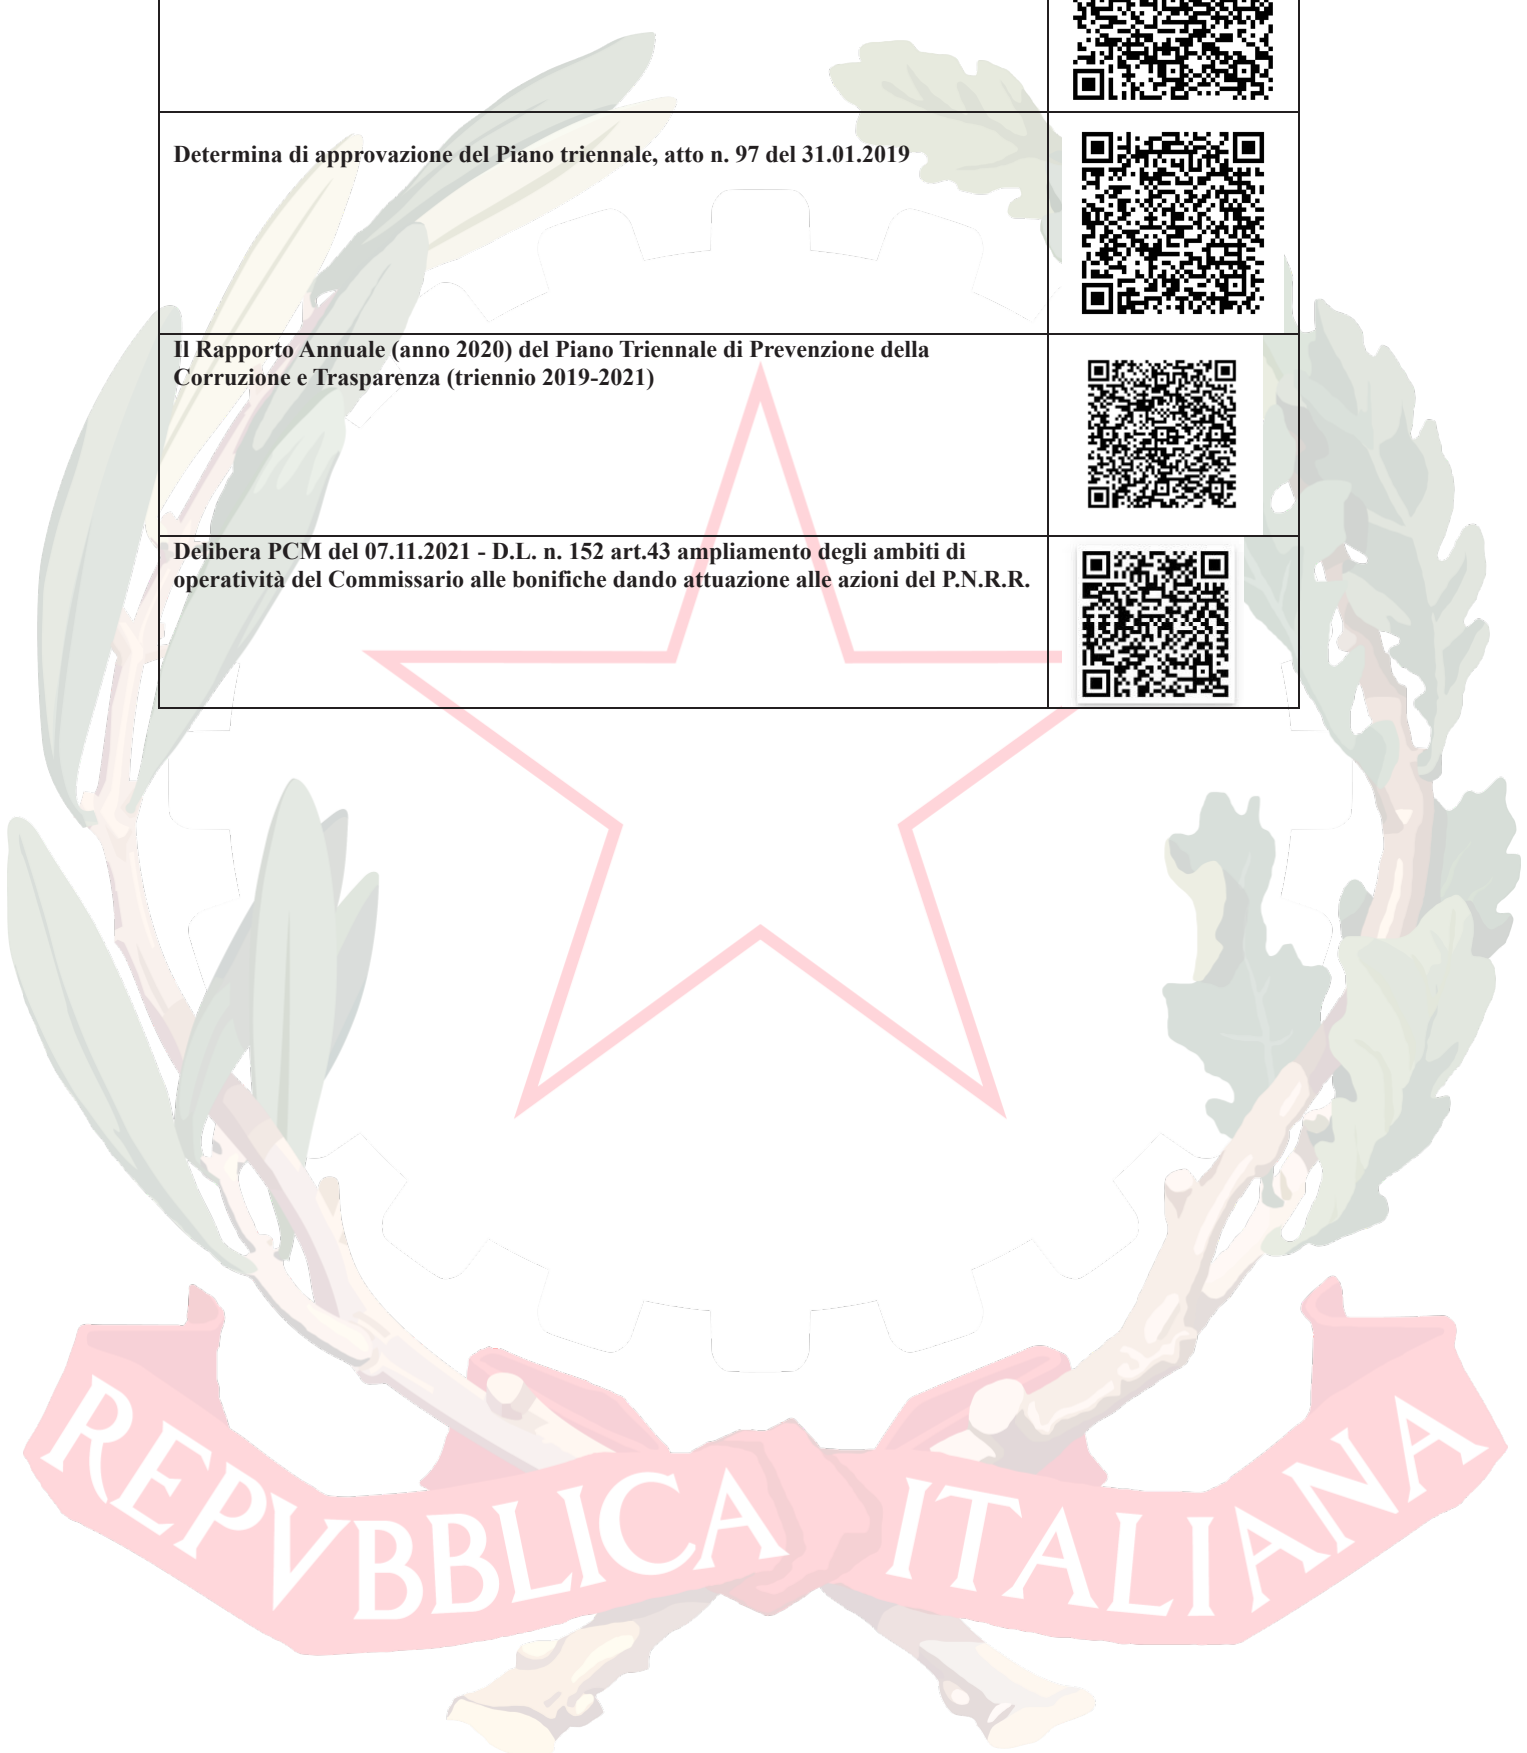 Determina di approvazione del Piano triennale, atto n. 97 del 31.01.2019
Il Rapporto Annuale (anno 2020) del Piano Triennale di Prevenzione della
Corruzione e Trasparenza (triennio 2019-2021)
Delibera PCM del 07.11.2021 - D.L. n. 152 art.43 ampliamento degli ambiti di
operatività del Commissario alle bonifiche dando attuazione alle azioni del P.N.R.R.
REPVBBLICA ITALIANA